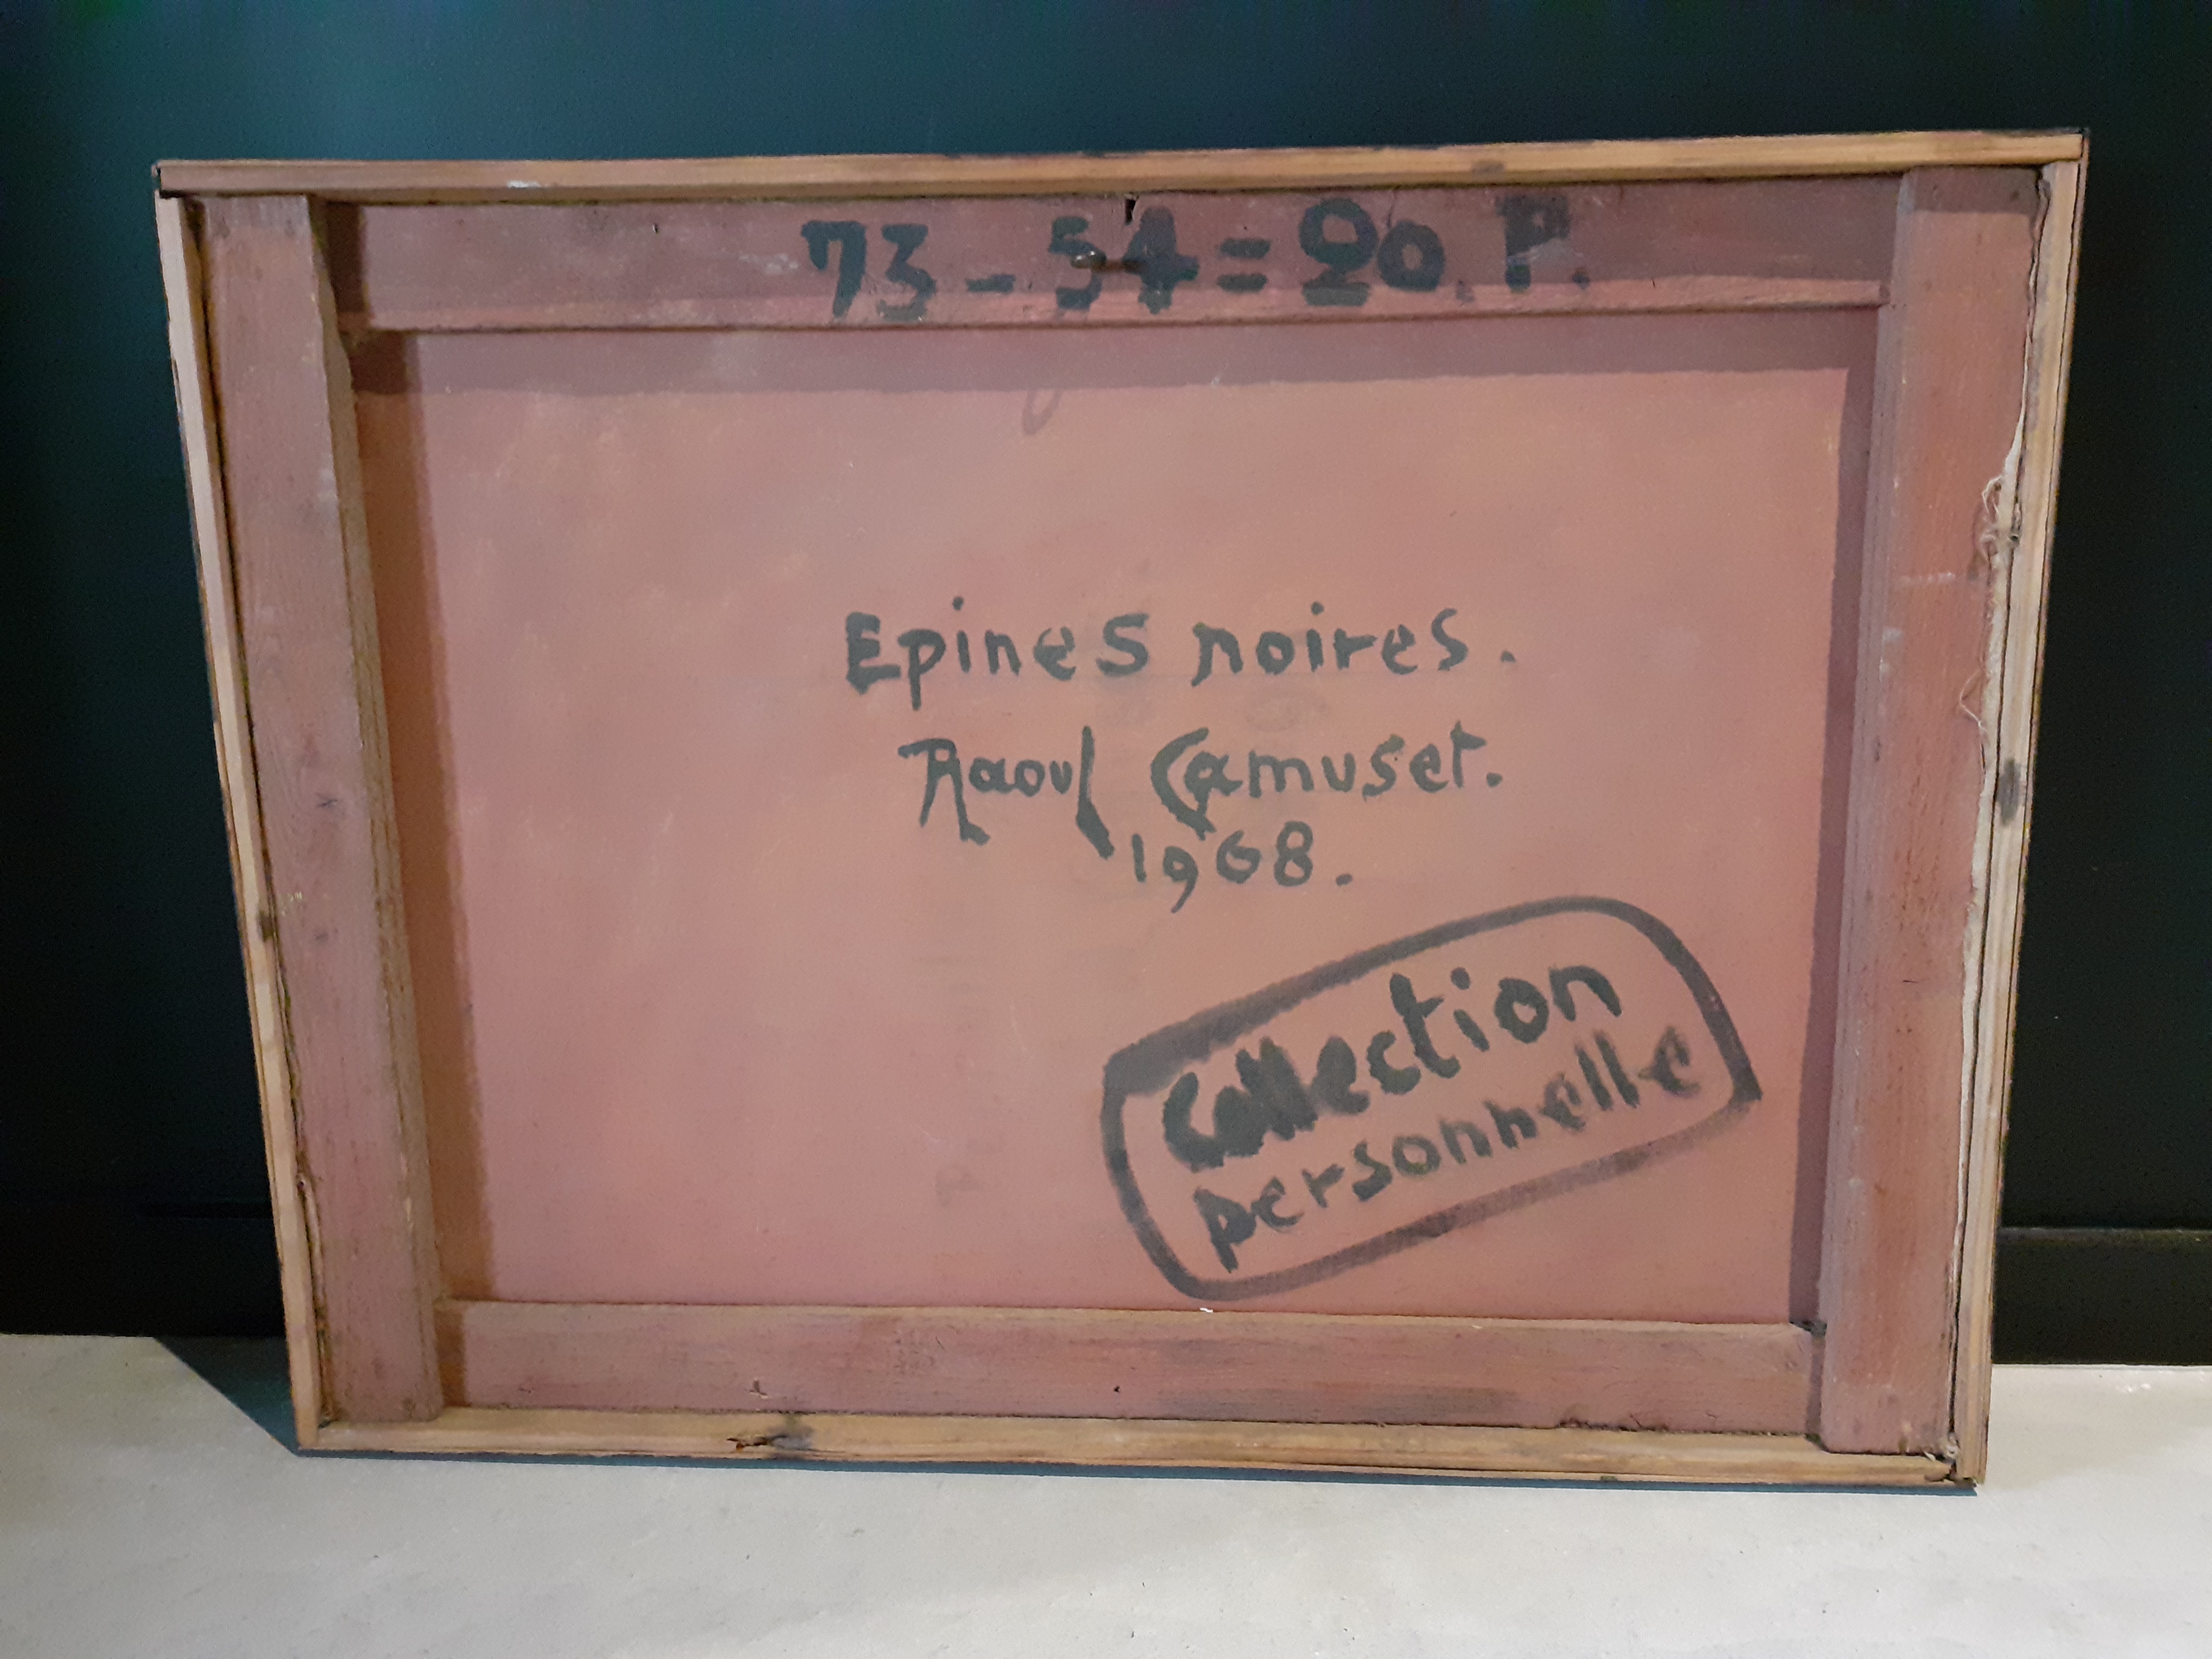 73 - 54 = 20. P.
Epines noires.
Raoul Camuset.
1968.
Collection
personnelle